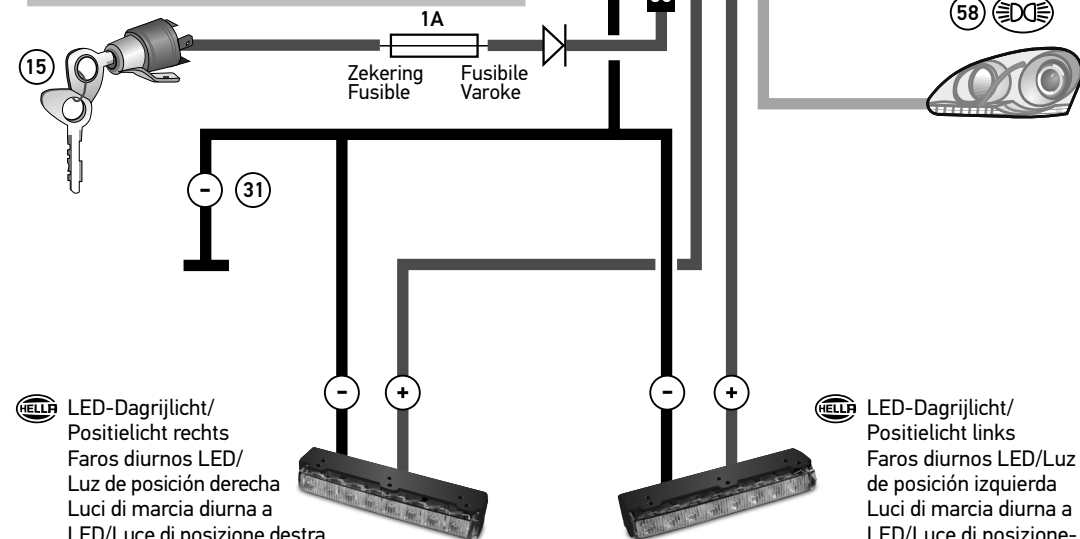 58
1A
15
Zekering
Fusible
Fusibile
Varoke
-
31
-
+
-
+
HELLA
LED-Dagrijlicht/
Positielicht rechts
Faros diurnos LED/
Luz de posición derecha
Luci di marcia diurna a
LED/Luce di posizione destra
HELLA
LED-Dagrijlicht/
Positielicht links
Faros diurnos LED/Luz
de posición izquierda
Luci di marcia diurna a
LED/Luce di posizione-